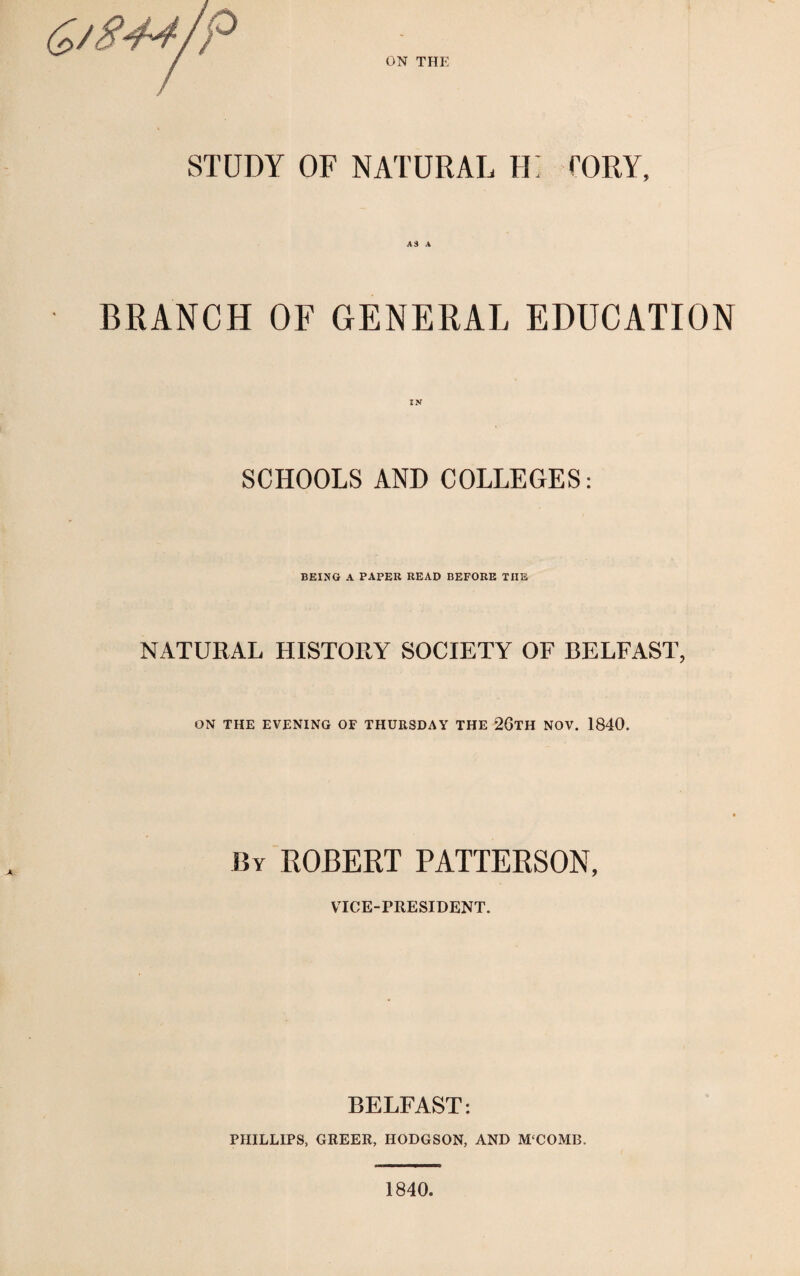 61844/P
ON THE
STUDY OF NATURAL H TORY,
AS A
BRANCH OF GENERAL EDUCATION
IN
SCHOOLS AND COLLEGES:
BEING A PAPER READ BEFORE THE
NATURAL HISTORY SOCIETY OF BELFAST,
ON THE EVENING OF THURSDAY THE 26TH NOV. 1840.
BY ROBERT PATTERSON,
VICE-PRESIDENT.
BELFAST:
PHILLIPS, GREER, HODGSON, AND M‘COMB.
1840.